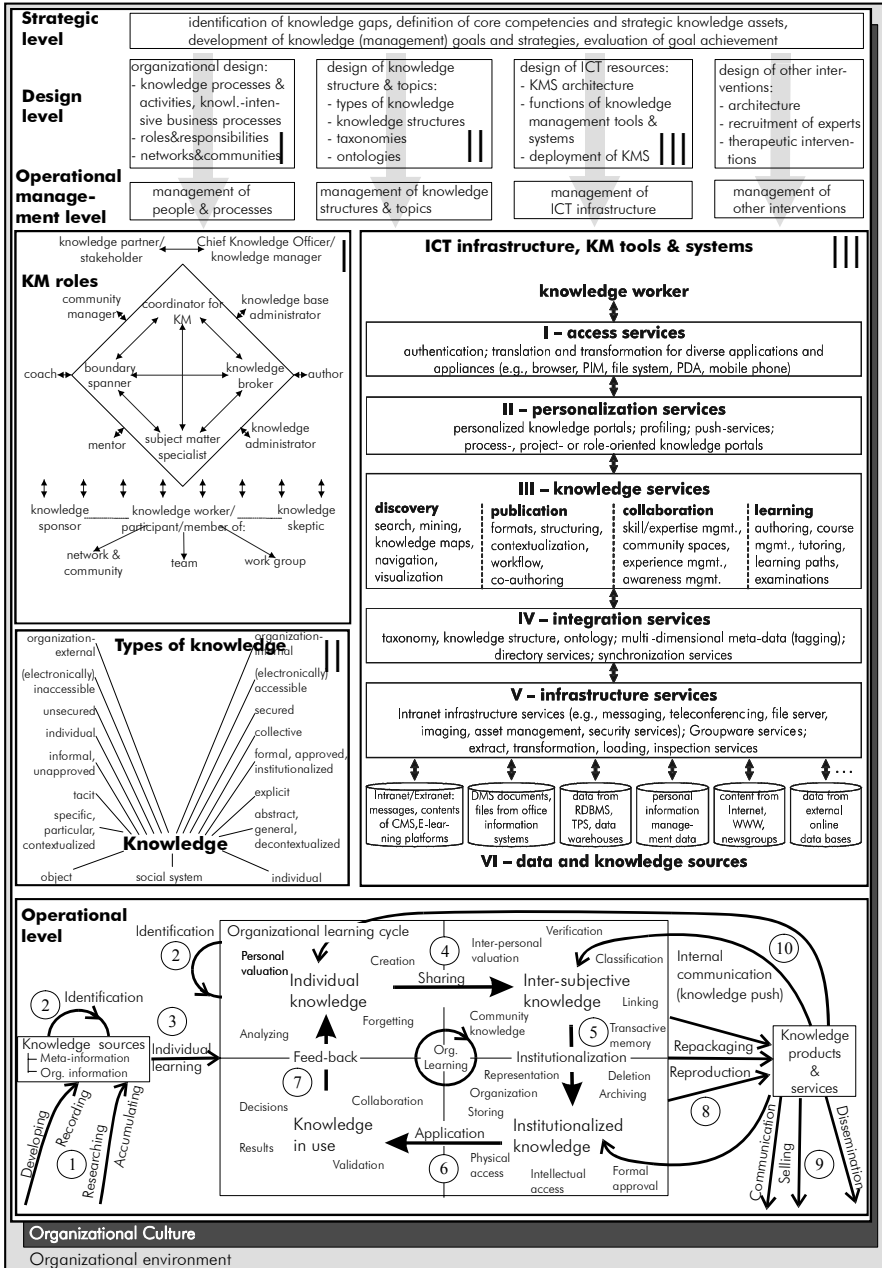 Strategic
level
identification of knowledge gaps, definition of core competencies and strategic knowledge assets,
development of knowledge (management) goals and strategies, evaluation of goal achievement
Design
level
organizational design:
- knowledge processes &
activities, knowl.-inten-
sive business processes
- roles&responsibilities
- networks&communities
I
design of knowledge
structure & topics:
- types of knowledge
- knowledge structures
- taxonomies
- ontologies
II
design of ICT resources:
- KMS architecture
- functions of knowledge
management tools &
systems
- deployment of KMS
III
design of other inter-
ventions:
- architecture
- recruitment of experts
- therapeutic interven-
tions
Operational
manage-
ment level
management of
people & processes
management of knowledge
structures & topics
management of
ICT infrastructure
management of
other interventions
knowledge partner/
stakeholder
Chief Knowledge Officer/
knowledge manager
I
KM roles
community
manager
coordinator for
KM
knowledge base
administrator
coach
boundary
spanner
knowledge
broker
author
mentor
subject matter
specialist
knowledge
administrator
knowledge
sponsor
knowledge worker/
participant/member of:
knowledge
skeptic
network &
community
team
work group
Types of knowledge
II
organization-
external
organization-
internal
(electronically)
inaccessible
(electronically)
accessible
unsecured
secured
individual
collective
informal,
unapproved
formal, approved,
institutionalized
tacit
explicit
specific,
particular,
contextualized
abstract,
general,
decontextualized
Knowledge
object
social system
individual
ICT infrastructure, KM tools & systems
III
knowledge worker
I – access services
authentication; translation and transformation for diverse applications and
appliances (e.g., browser, PIM, file system, PDA, mobile phone)
II – personalization services
personalized knowledge portals; profiling; push-services;
process-, project- or role-oriented knowledge portals
III – knowledge services
discovery
search, mining,
knowledge maps,
navigation,
visualization
publication
formats, structuring,
contextualization,
workflow,
co-authoring
collaboration
skill/expertise mgmt.,
community spaces,
experience mgmt.,
awareness mgmt.
learning
authoring, course
mgmt., tutoring,
learning paths,
examinations
IV – integration services
taxonomy, knowledge structure, ontology; multi-dimensional meta-data (tagging);
directory services; synchronization services
V – infrastructure services
Intranet infrastructure services (e.g., messaging, teleconferencing, file server,
imaging, asset management, security services); Groupware services;
extract, transformation, loading, inspection services
...
Intranet/Extranet:
messages, contents
of CMS,E-lear-
ning platforms
DMS documents,
files from office
information
systems
data from
RDBMS,
TPS, data
warehouses
personal
information
manage-
ment data
content from
Internet,
WWW,
newsgroups
data from
external
online
data bases
VI – data and knowledge sources
Operational
level
Identification
2
Organizational learning cycle
Personal
valuation
Creation
4
Sharing
Inter-personal
valuation
Verification
Classification
10
Internal
communication
(knowledge push)
Individual
knowledge
Inter-subjective
knowledge
Linking
2
Identification
3
Forgetting
Community
knowledge
Analyzing
5
Transactive
memory
Knowledge sources
Meta-information
Org. information
Individual
learning
Feed-back
Org.
Learning
Institutionalization
Repackaging
Reproduction
Knowledge
products
&
services
7
Representation
Organization
Storing
Deletion
Archiving
8
Collaboration
Decisions
Knowledge
in use
Application
Institutionalized
knowledge
Results
Validation
6
Physical
access
Intellectual
access
Formal
approval
Developing
Recording
1
Researching
Accumulating
Communication
Selling
9
Dissemination
Organizational Culture
Organizational environment